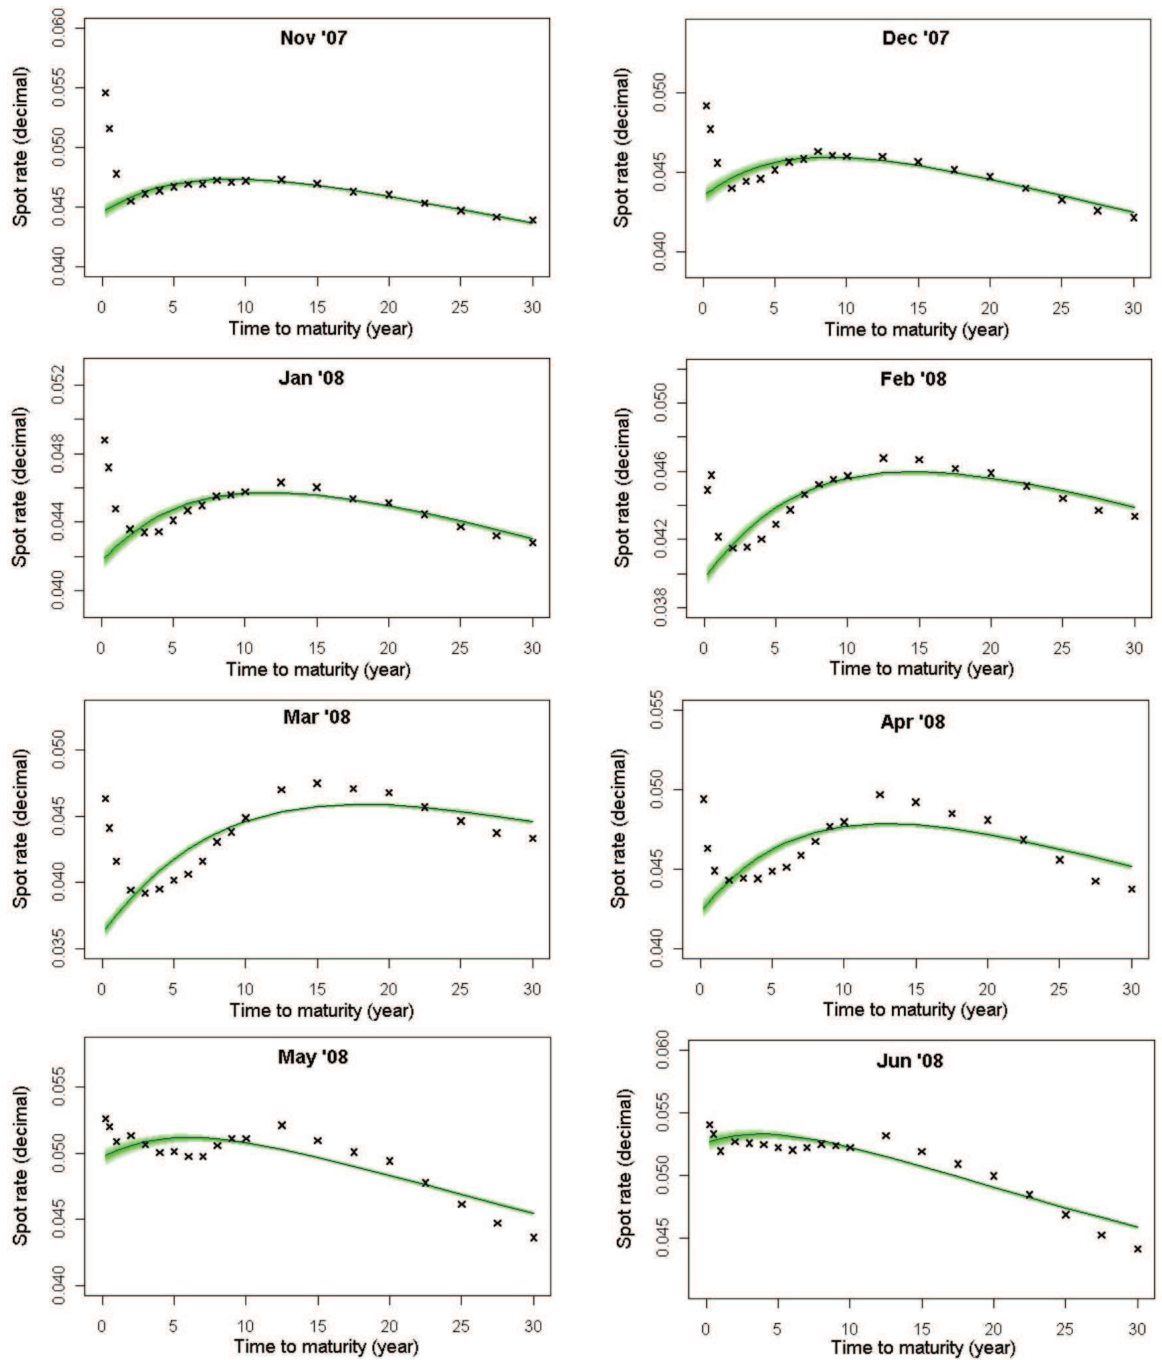 Nov '07
Spot rate (decimal)
0.060
0.055
0.050
0.045
0.040
0 5 10 15 20 25 30
Time to maturity (year)
Dec '07
Spot rate (decimal)
0.050
0.045
0.040
0 5 10 15 20 25 30
Time to maturity (year)
Jan '08
Spot rate (decimal)
0.052
0.048
0.044
0.040
0 5 10 15 20 25 30
Time to maturity (year)
Feb '08
Spot rate (decimal)
0.050
0.046
0.042
0.038
0 5 10 15 20 25 30
Time to maturity (year)
Mar '08
Spot rate (decimal)
0.050
0.045
0.040
0.035
0 5 10 15 20 25 30
Time to maturity (year)
Apr '08
Spot rate (decimal)
0.055
0.050
0.045
0.040
0 5 10 15 20 25 30
Time to maturity (year)
May '08
Spot rate (decimal)
0.055
0.050
0.045
0.040
0 5 10 15 20 25 30
Time to maturity (year)
Jun '08
Spot rate (decimal)
0.060
0.055
0.050
0.045
0 5 10 15 20 25 30
Time to maturity (year)